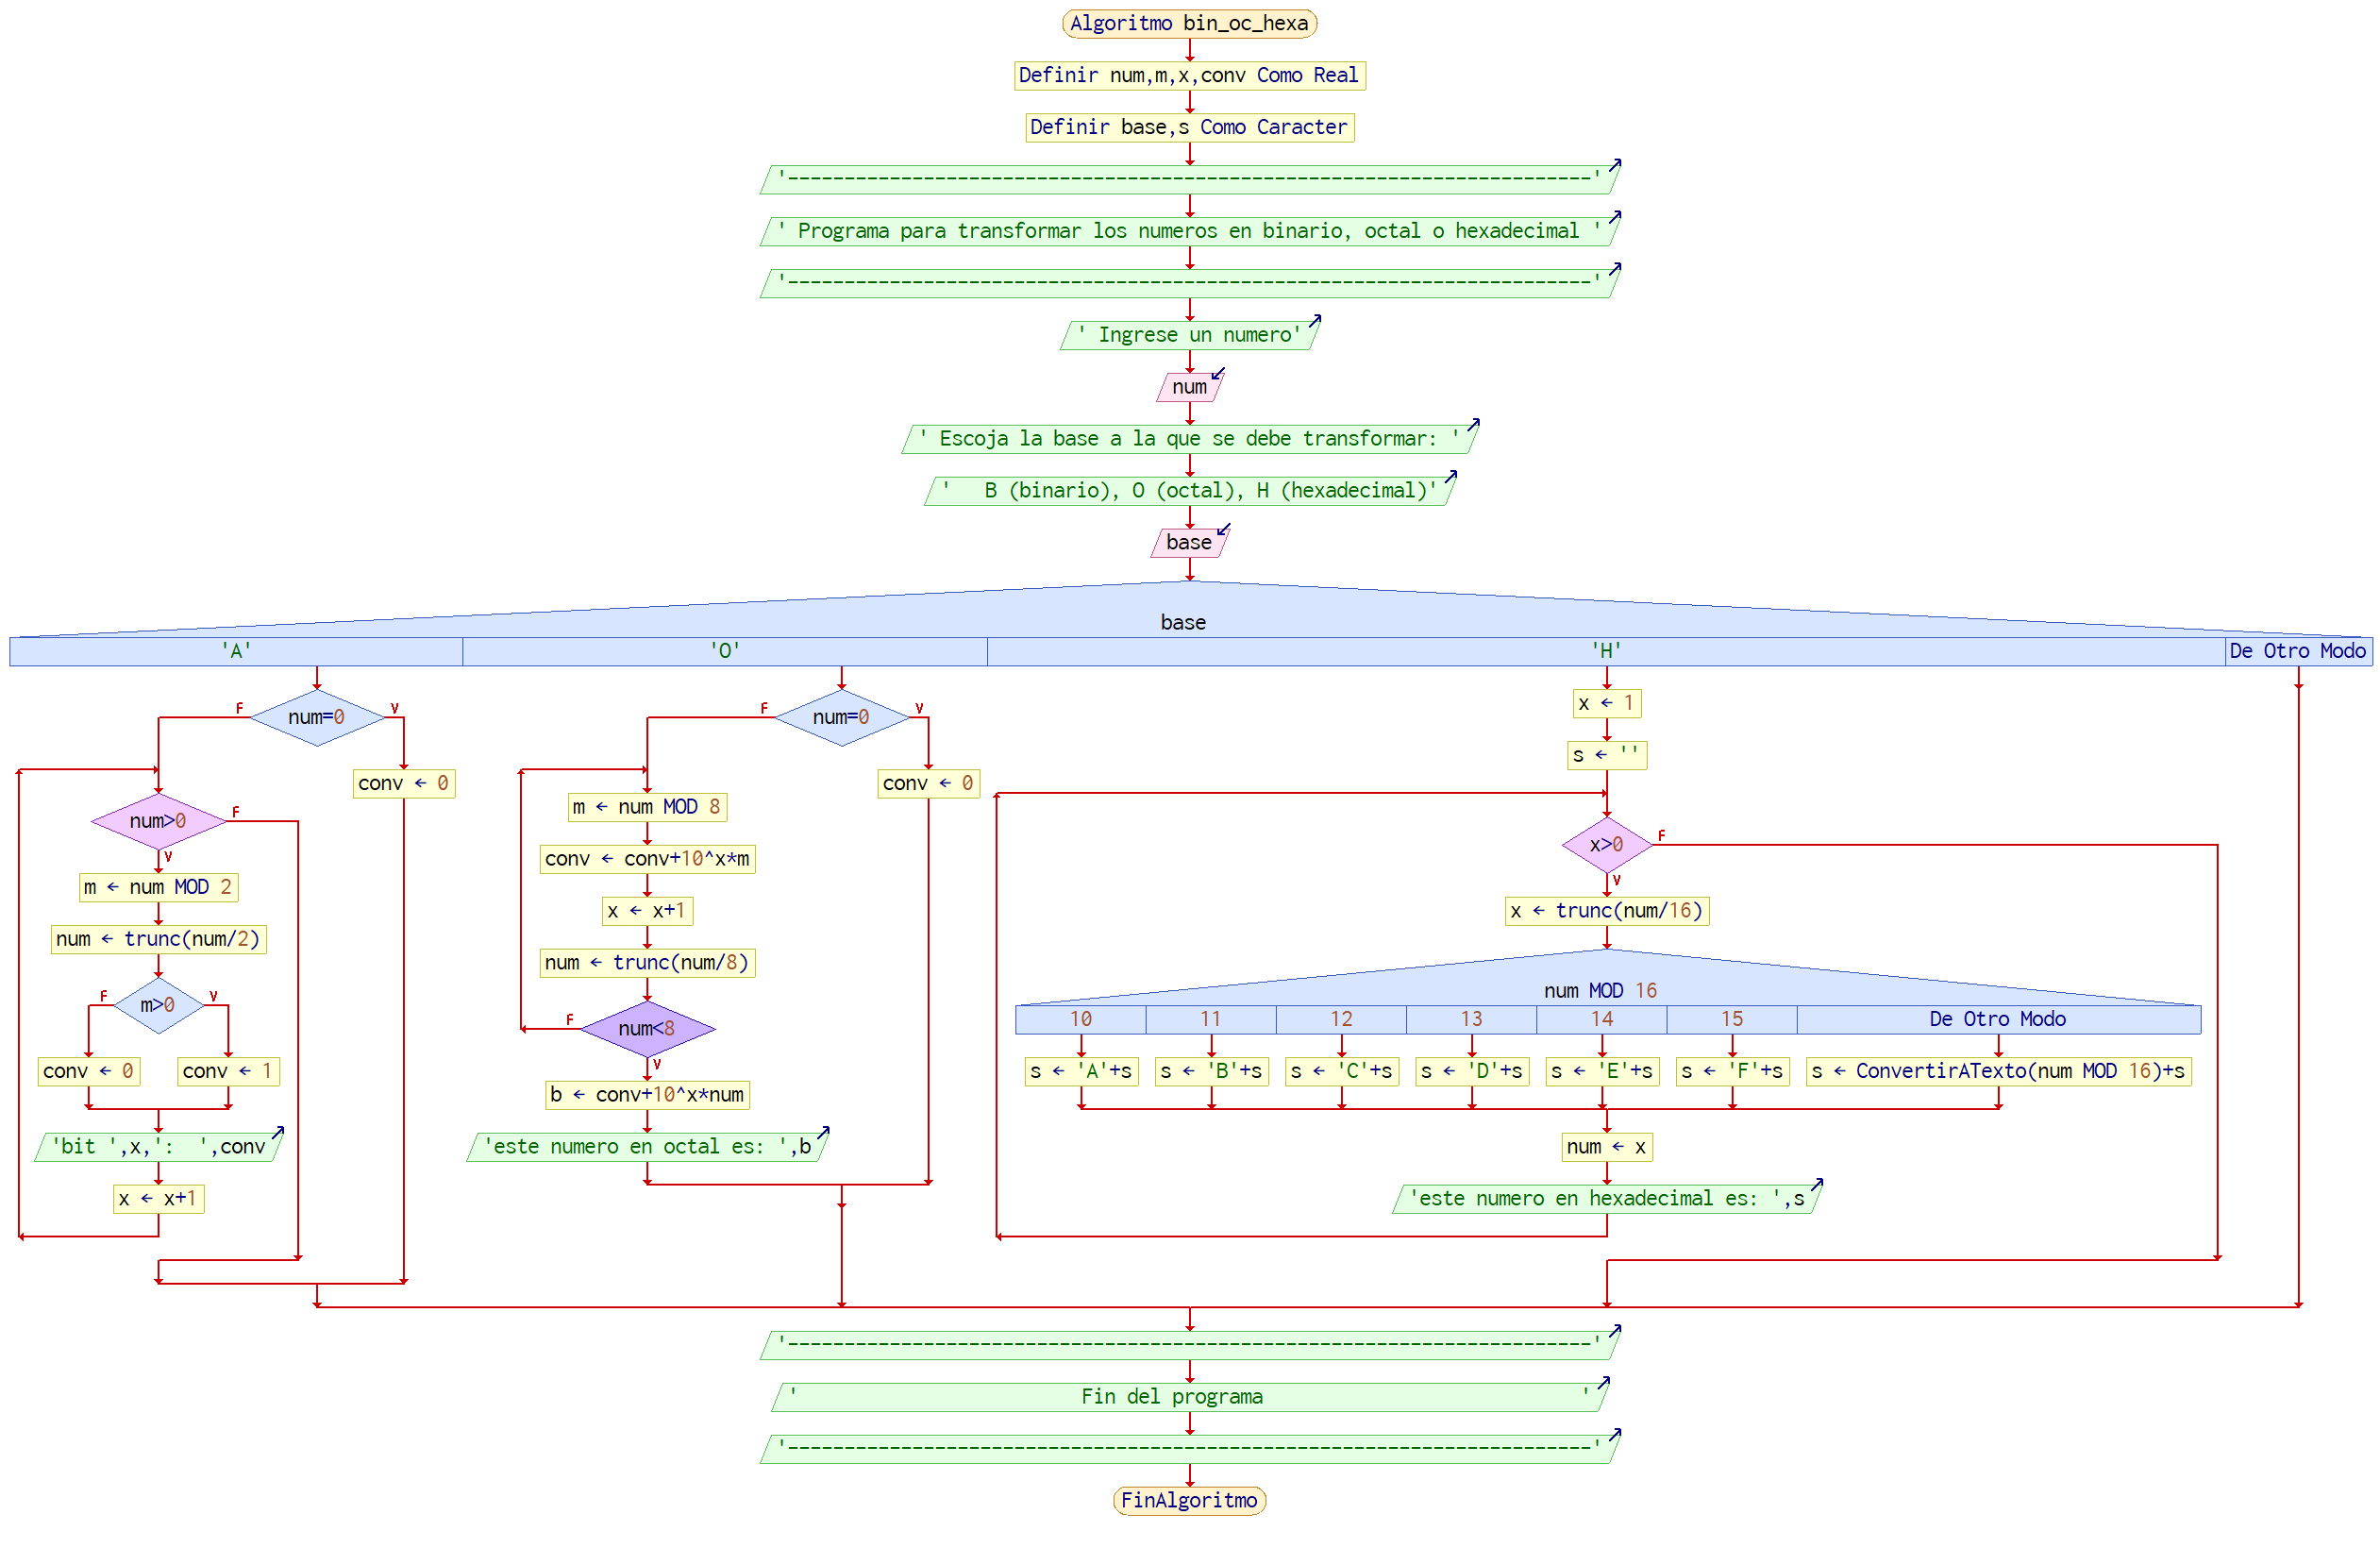 Algoritmo bin_oc_hexa
Definir num,m,x,conv Como Real
Definir base,s Como Caracter
'-----------------------------------------------------------------------'
' Programa para transformar los numeros en binario, octal o hexadecimal '
'-----------------------------------------------------------------------'
' Ingrese un numero'
num
' Escoja la base a la que se debe transformar: '
'   B (binario), O (octal), H (hexadecimal)'
base
base
'A'
num=0
F
V
conv ← 0
num>0
F
V
m ← num MOD 2
num ← trunc(num/2)
m>0
F
V
conv ← 0
conv ← 1
'bit ',x,':  ',conv
x ← x+1
'O'
num=0
F
V
conv ← 0
m ← num MOD 8
conv ← conv+10^x*m
x ← x+1
num ← trunc(num/8)
num<8
F
V
b ← conv+10^x*num
'este numero en octal es: ',b
'H'
x ← 1
s ← ''
x>0
F
V
x ← trunc(num/16)
num MOD 16
10
11
12
13
14
15
De Otro Modo
s ← 'A'+s
s ← 'B'+s
s ← 'C'+s
s ← 'D'+s
s ← 'E'+s
s ← 'F'+s
s ← ConvertirATexto(num MOD 16)+s
num ← x
'este numero en hexadecimal es: ',s
De Otro Modo
'-----------------------------------------------------------------------'
'                         Fin del programa                            '
'-----------------------------------------------------------------------'
FinAlgoritmo